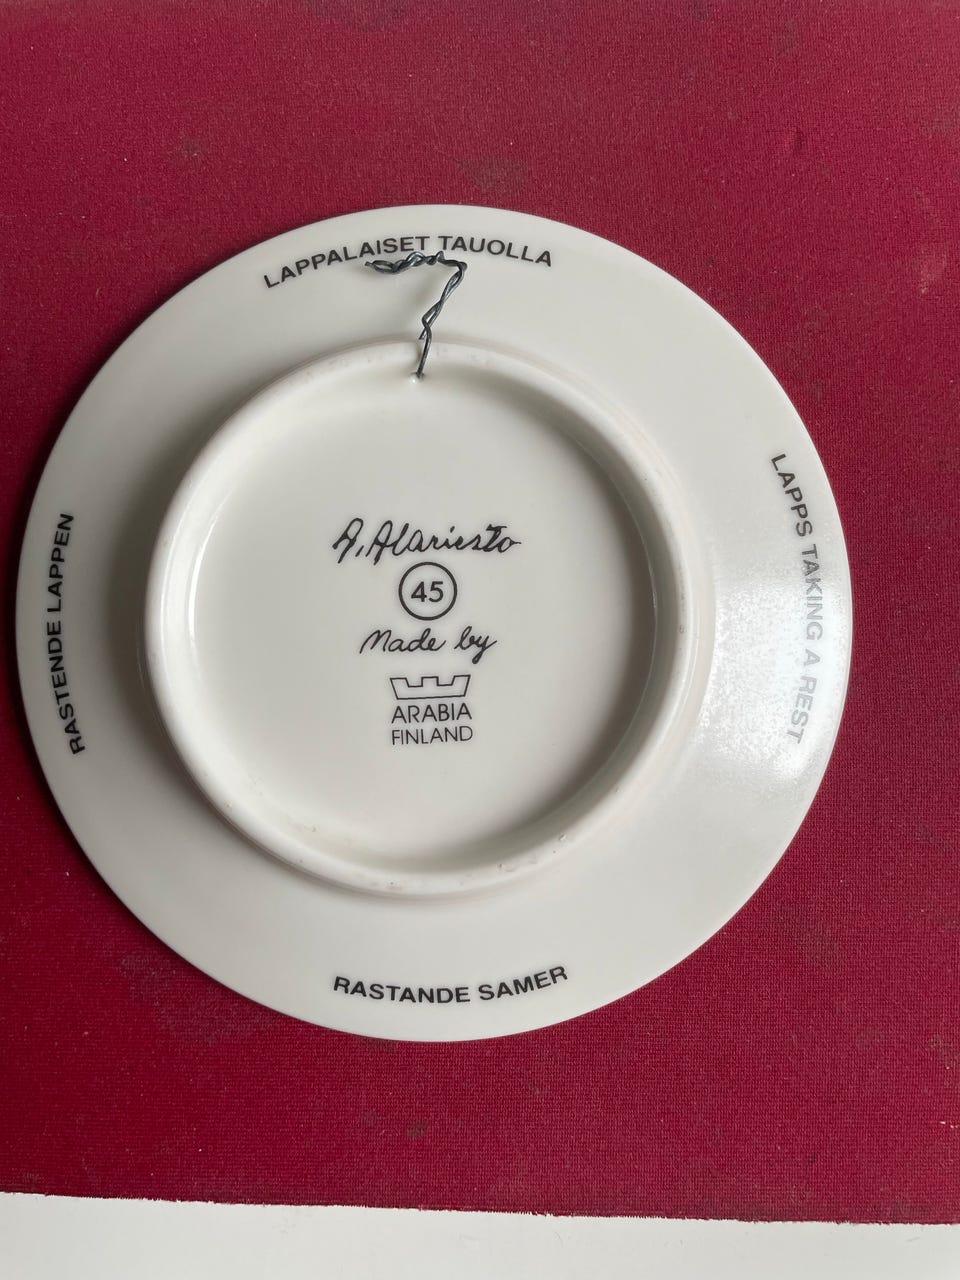 LAPPALAISET TAUOLLA
LAPPS TAKING A REST
RASTENDE LAPPEN
A. Alariesto
45
Made by
ARABIA
FINLAND
RASTANDE SAMER